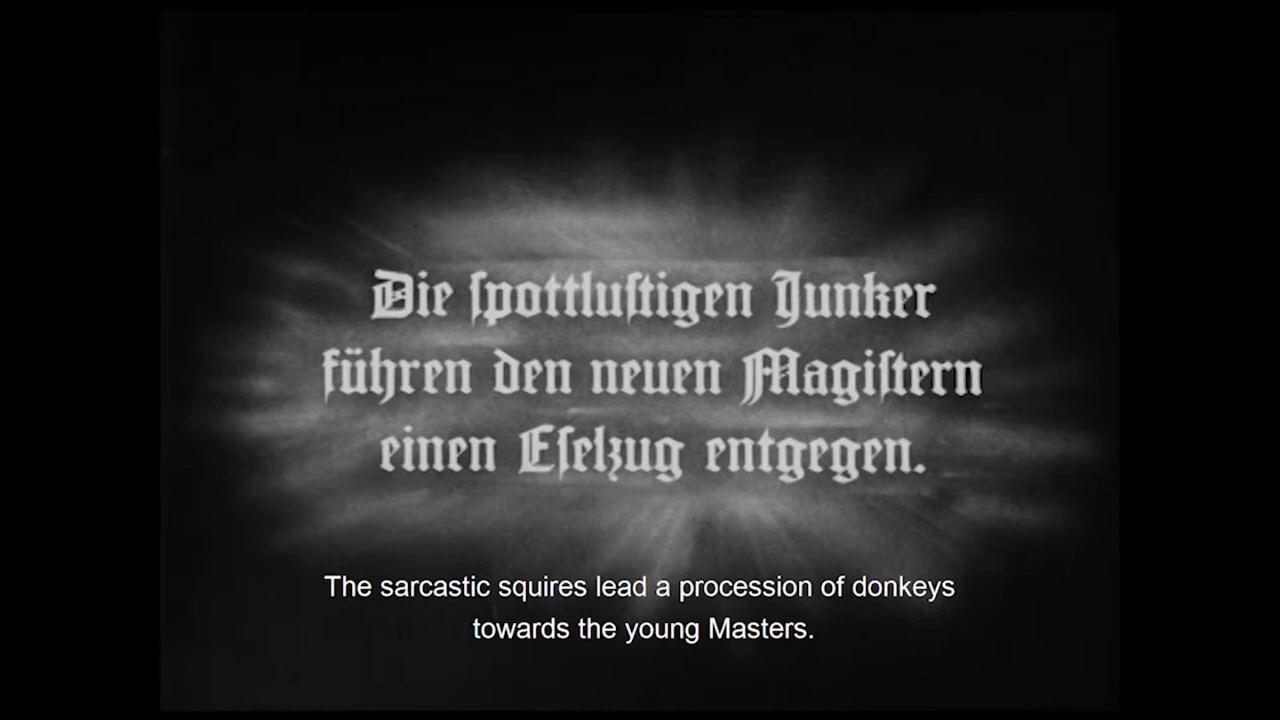 Die ſpottluſtigen Junker
führen den neuen Magiſtern
einen Eſelzug entgegen.
The sarcastic squires lead a procession of donkeys
towards the young Masters.